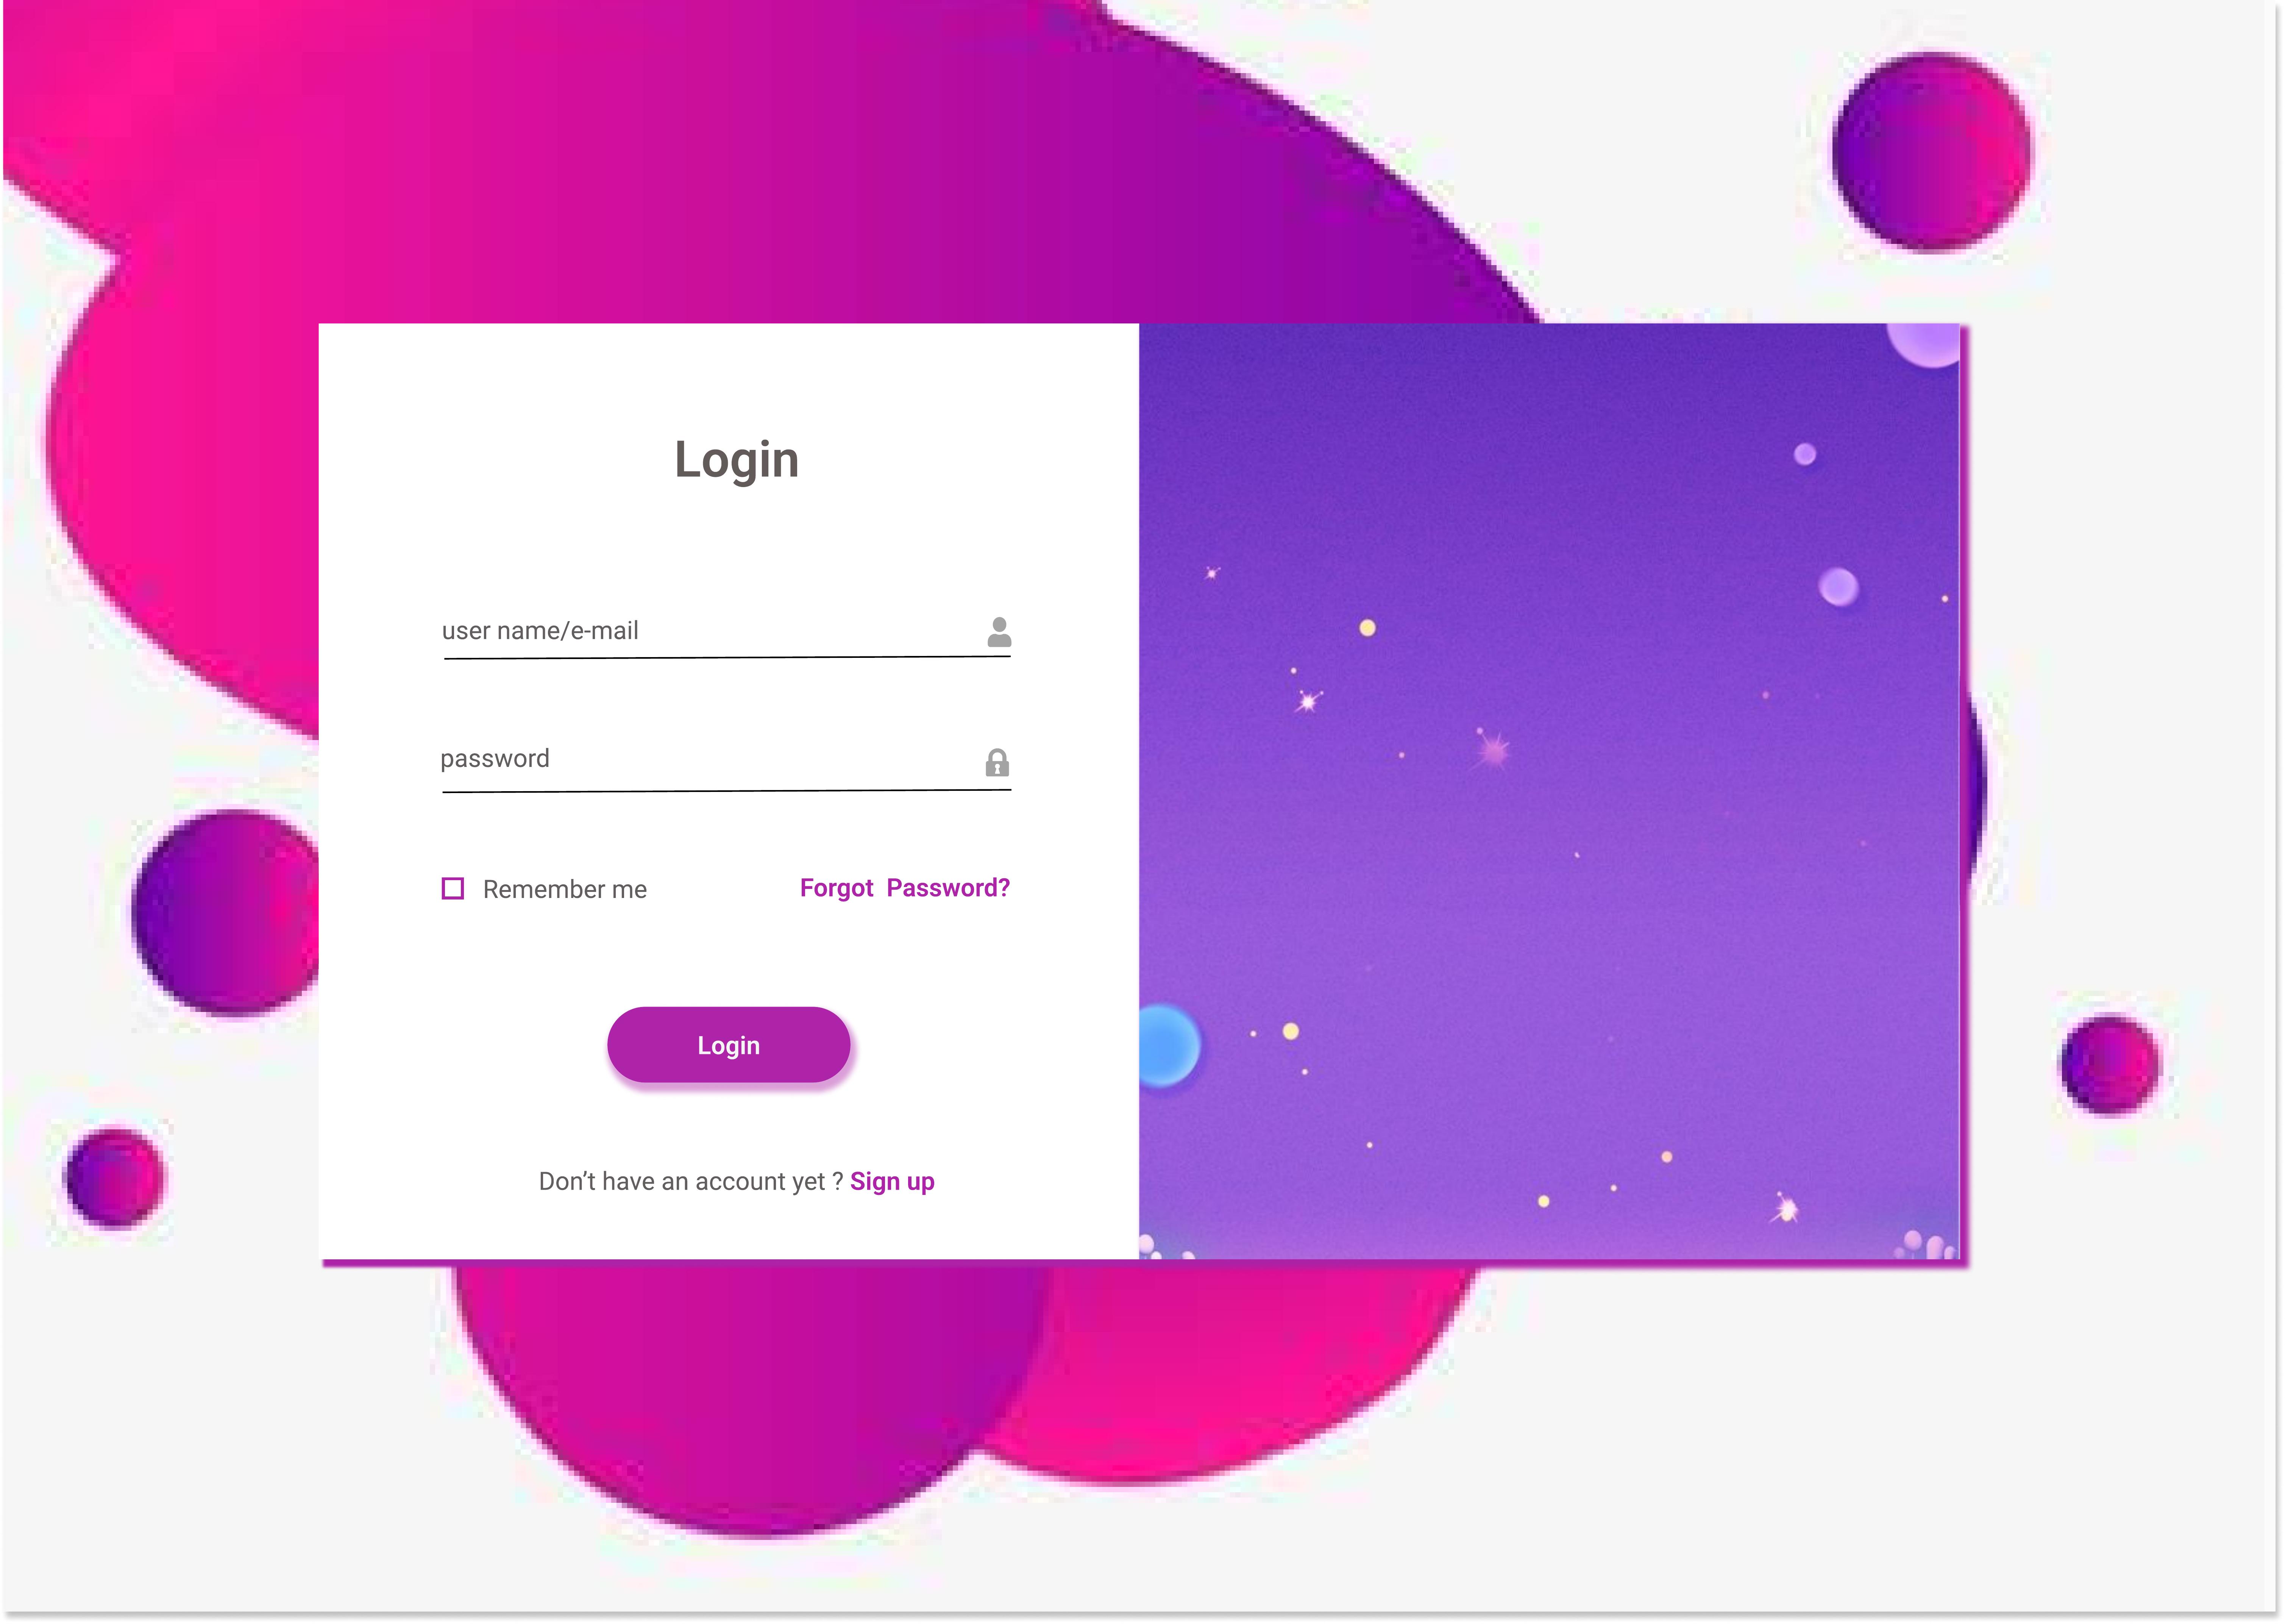 Login
user name/e-mail
password
Remember me
Forgot  Password?
Login
Don’t have an account yet ? Sign up